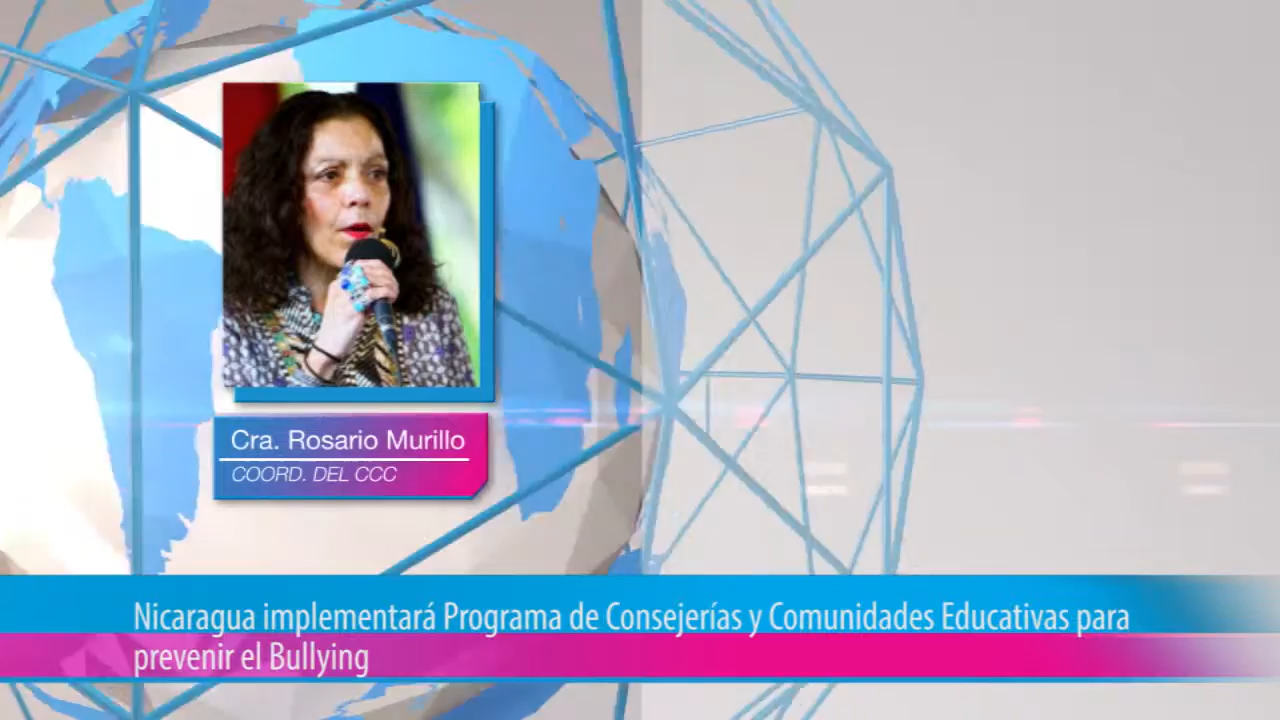 Cra. Rosario Murillo
COORD. DEL CCC
Nicaragua implementará Programa de Consejerías y Comunidades Educativas para
prevenir el Bullying